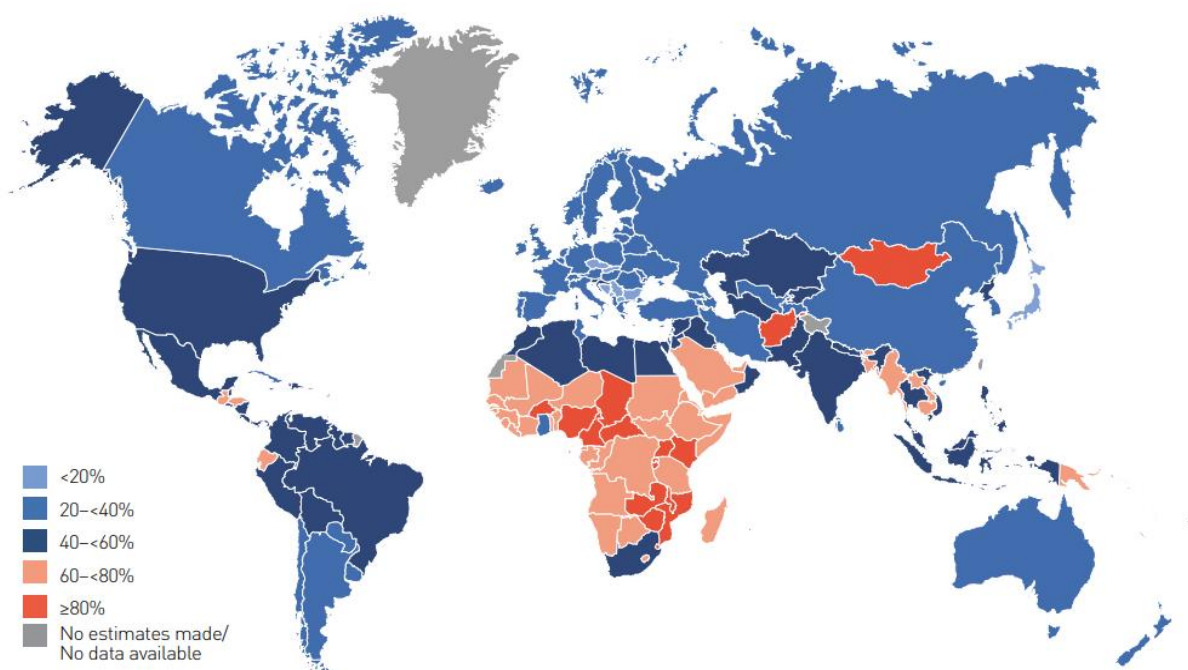 <20%
20–<40%
40–<60%
60–<80%
≥80%
No estimates made/
No data available